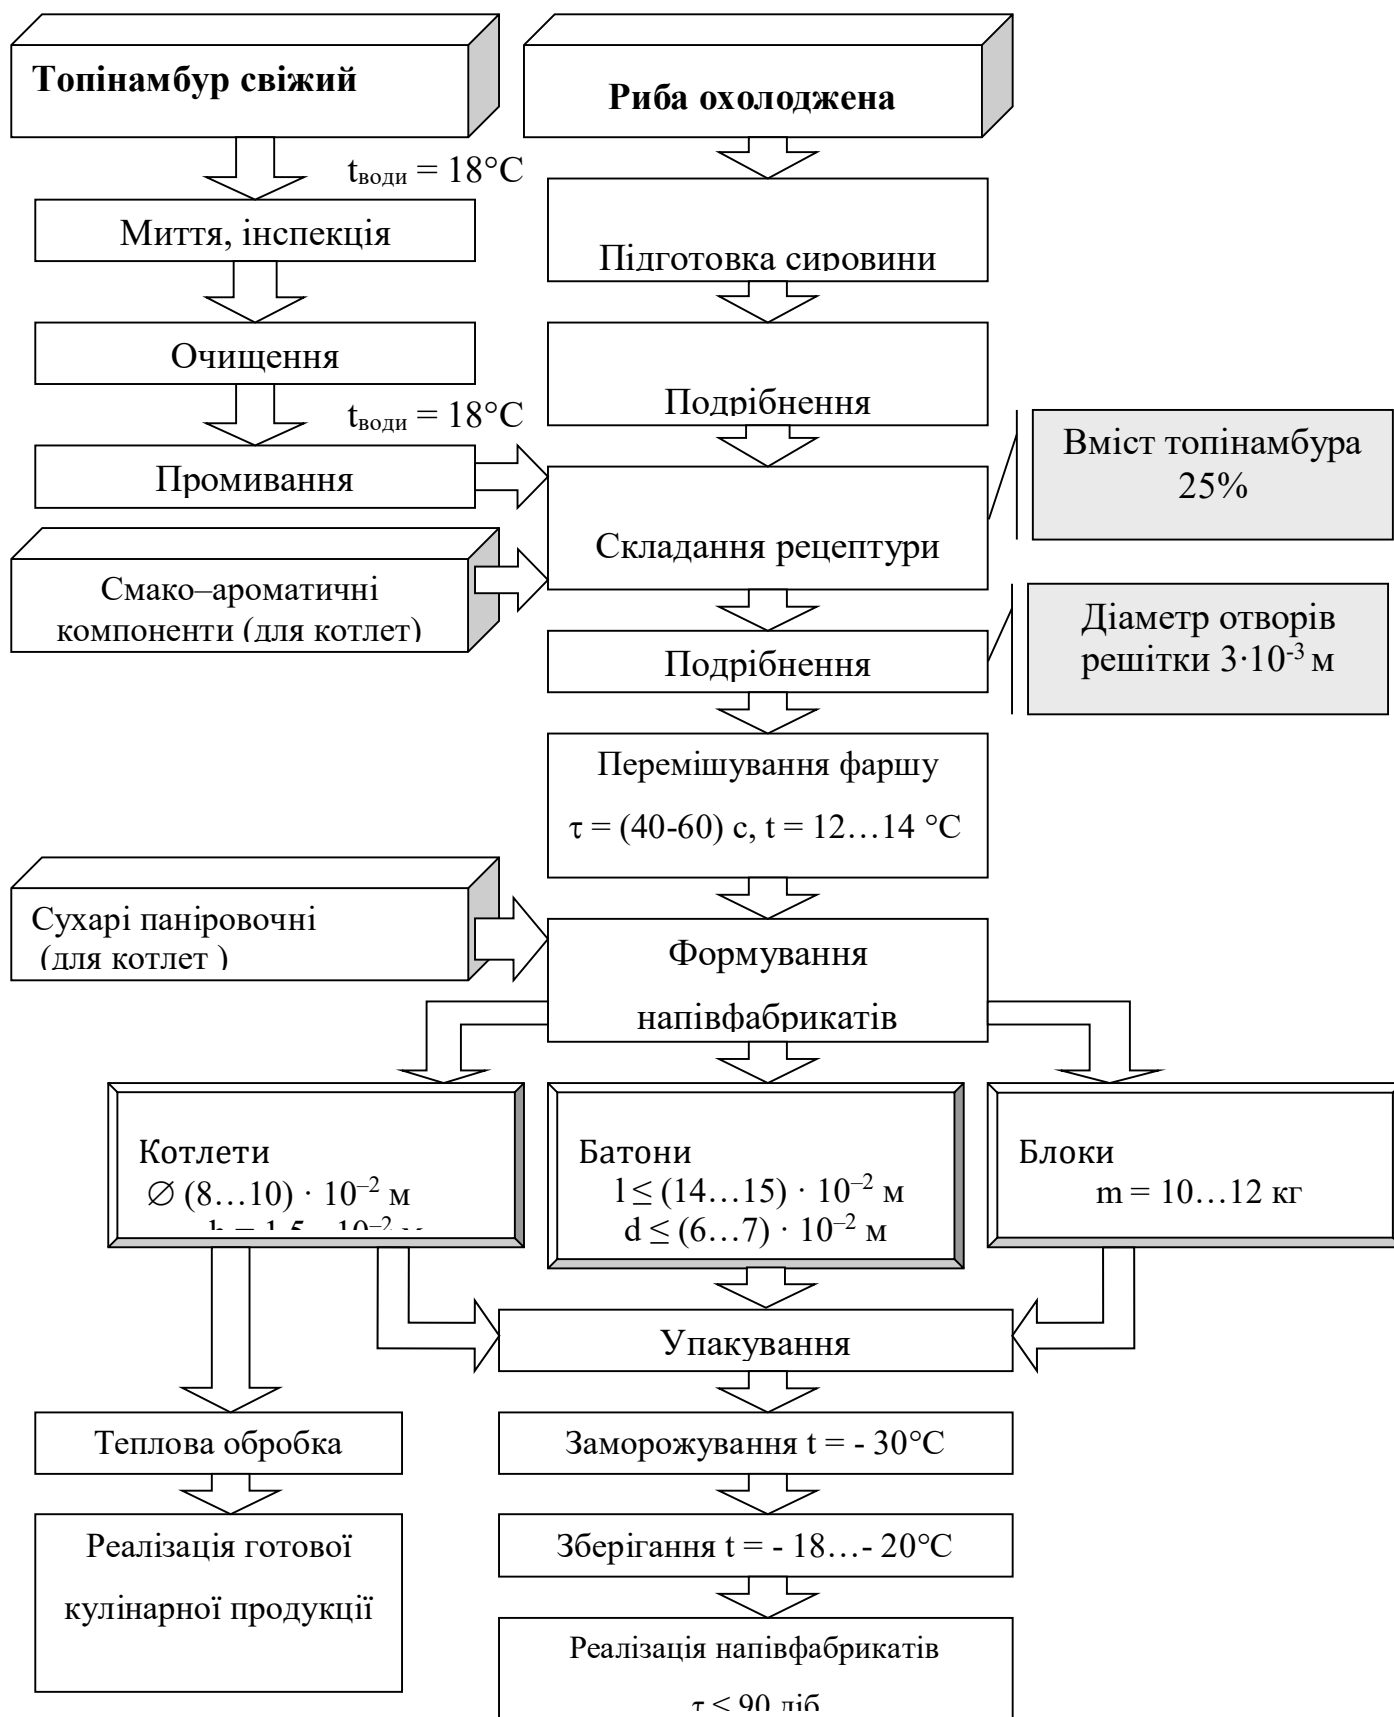 Топінамбур свіжий
Риба охолоджена
tводи = 18°С
Миття, інспекція
Підготовка сировини
Очищення
Подрібнення
tводи = 18°С
Промивання
Вміст топінамбура
25%
Складання рецептури
Смако–ароматичні
компоненти (для котлет)
Діаметр отворів
решітки 3·10⁻³ м
Подрібнення
Перемішування фаршу
τ = (40-60) с, t = 12…14 °С
Сухарі паніровочні
(для котлет )
Формування
напівфабрикатів
Котлети
∅ (8…10) · 10⁻² м
Батони
l ≤ (14…15) · 10⁻² м
d ≤ (6…7) · 10⁻² м
Блоки
m = 10…12 кг
Упакування
Теплова обробка
Заморожування t = - 30°С
Реалізація готової
кулінарної продукції
Зберігання t = - 18…- 20°С
Реалізація напівфабрикатів
τ ≤ 90 діб